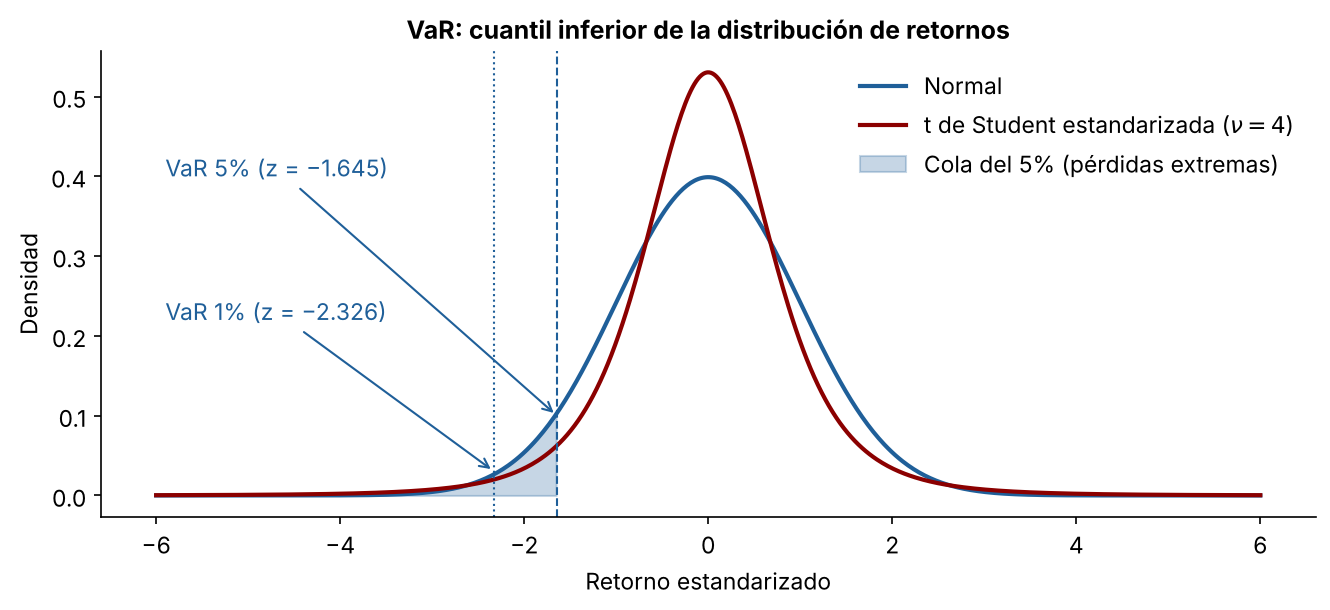 VaR: cuantil inferior de la distribución de retornos
Normal
t de Student estandarizada (ν = 4)
Cola del 5% (pérdidas extremas)
VaR 5% (z = −1.645)
VaR 1% (z = −2.326)
Densidad
0.5
0.4
0.3
0.2
0.1
0.0
−6 −4 −2 0 2 4 6
Retorno estandarizado